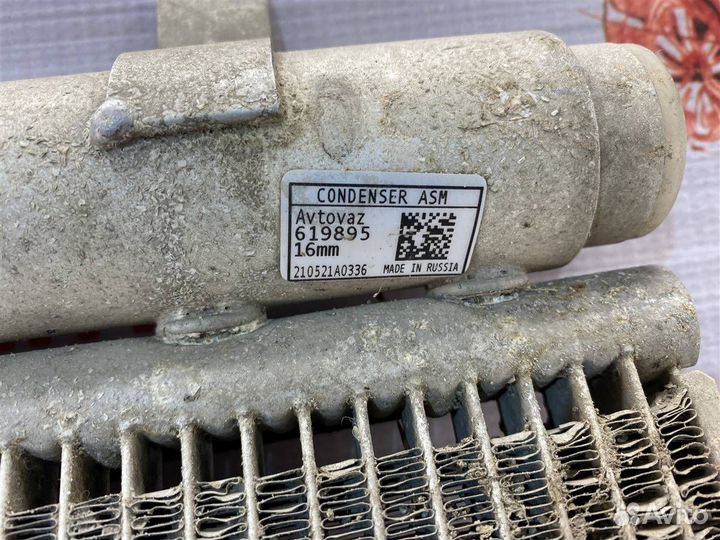 CONDENSER ASM
Avtovaz
619895
16mm
210521A0336 MADE IN RUSSIA
Avito